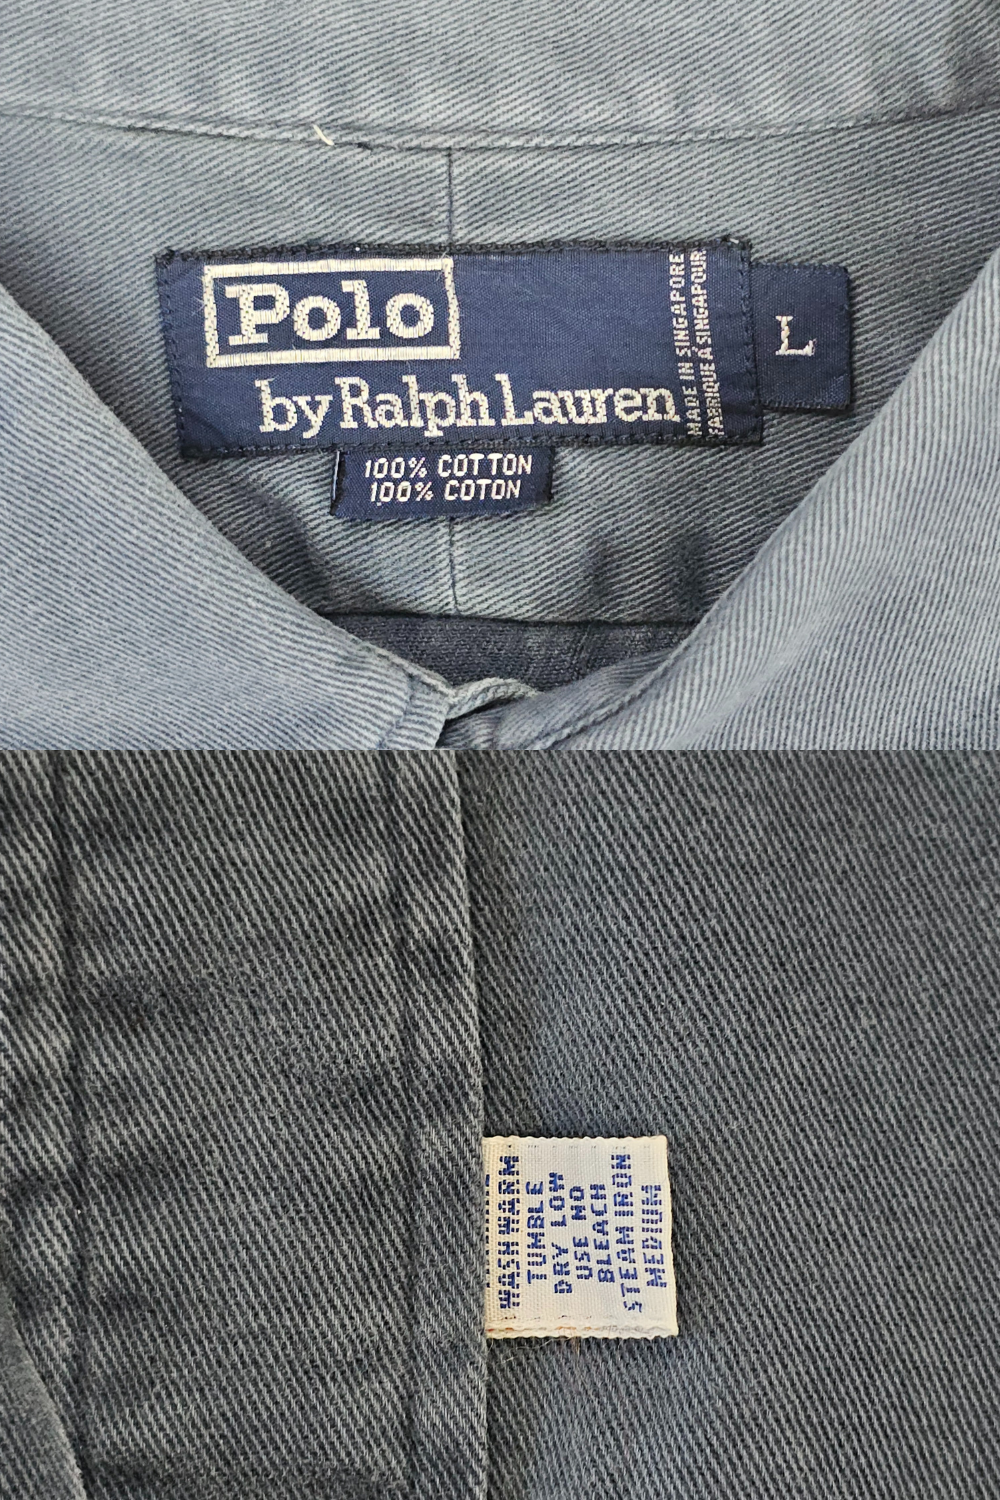 Polo
by Ralph Lauren
MADE IN SINGAPORE
FABRIQUÉ À SINGAPOUR
L
100% COTTON
100% COTON
WASH WARM
TUMBLE
DRY LOW
USE NO
BLEACH
STEAM IRON
MEDIUM